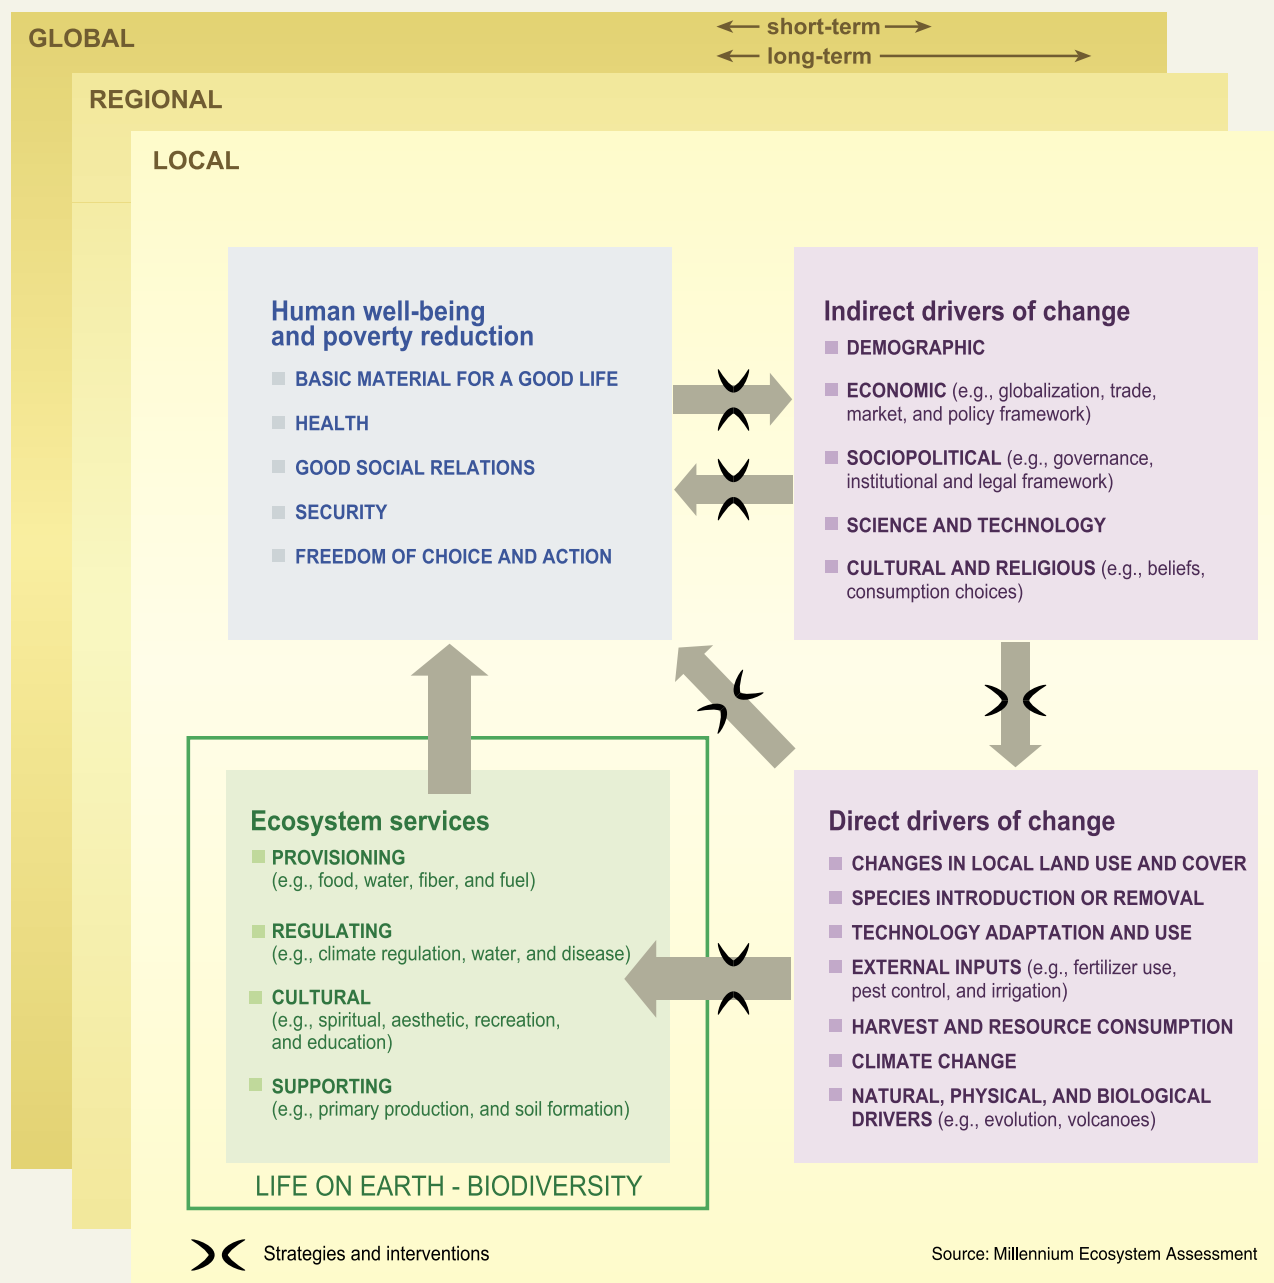 GLOBAL
short-term
long-term
REGIONAL
LOCAL
Human well-being
and poverty reduction
BASIC MATERIAL FOR A GOOD LIFE
HEALTH
GOOD SOCIAL RELATIONS
SECURITY
FREEDOM OF CHOICE AND ACTION
Indirect drivers of change
DEMOGRAPHIC
ECONOMIC (e.g., globalization, trade,
market, and policy framework)
SOCIOPOLITICAL (e.g., governance,
institutional and legal framework)
SCIENCE AND TECHNOLOGY
CULTURAL AND RELIGIOUS (e.g., beliefs,
consumption choices)
Ecosystem services
PROVISIONING
(e.g., food, water, fiber, and fuel)
REGULATING
(e.g., climate regulation, water, and disease)
CULTURAL
(e.g., spiritual, aesthetic, recreation,
and education)
SUPPORTING
(e.g., primary production, and soil formation)
LIFE ON EARTH - BIODIVERSITY
Direct drivers of change
CHANGES IN LOCAL LAND USE AND COVER
SPECIES INTRODUCTION OR REMOVAL
TECHNOLOGY ADAPTATION AND USE
EXTERNAL INPUTS (e.g., fertilizer use,
pest control, and irrigation)
HARVEST AND RESOURCE CONSUMPTION
CLIMATE CHANGE
NATURAL, PHYSICAL, AND BIOLOGICAL
DRIVERS (e.g., evolution, volcanoes)
Strategies and interventions
Source: Millennium Ecosystem Assessment